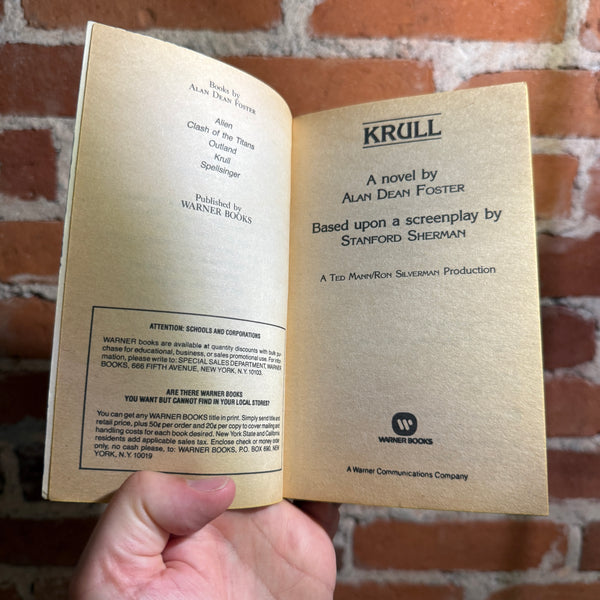 Books by
ALAN DEAN FOSTER
Alien
Clash of the Titans
Outland
Krull
Spellsinger
Published by
WARNER BOOKS
ATTENTION: SCHOOLS AND CORPORATIONS
WARNER books are available at quantity discounts with bulk pur-
chase for educational, business, or sales promotional use. For infor-
mation, please write to: SPECIAL SALES DEPARTMENT, WARNER
BOOKS, 666 FIFTH AVENUE, NEW YORK, N.Y. 10103.
ARE THERE WARNER BOOKS
YOU WANT BUT CANNOT FIND IN YOUR LOCAL STORES?
You can get any WARNER BOOKS title in print. Simply send title and
retail price, plus 50¢ per order and 20¢ per copy to cover mailing and
handling costs for each book desired. New York State and California
residents add applicable sales tax. Enclose check or money order
only, no cash please, to: WARNER BOOKS, P.O. BOX 690, NEW
YORK, N.Y. 10019
KRULL
A novel by
ALAN DEAN FOSTER
Based upon a screenplay by
STANFORD SHERMAN
A TED MANN/RON SILVERMAN Production
WARNER BOOKS
A Warner Communications Company